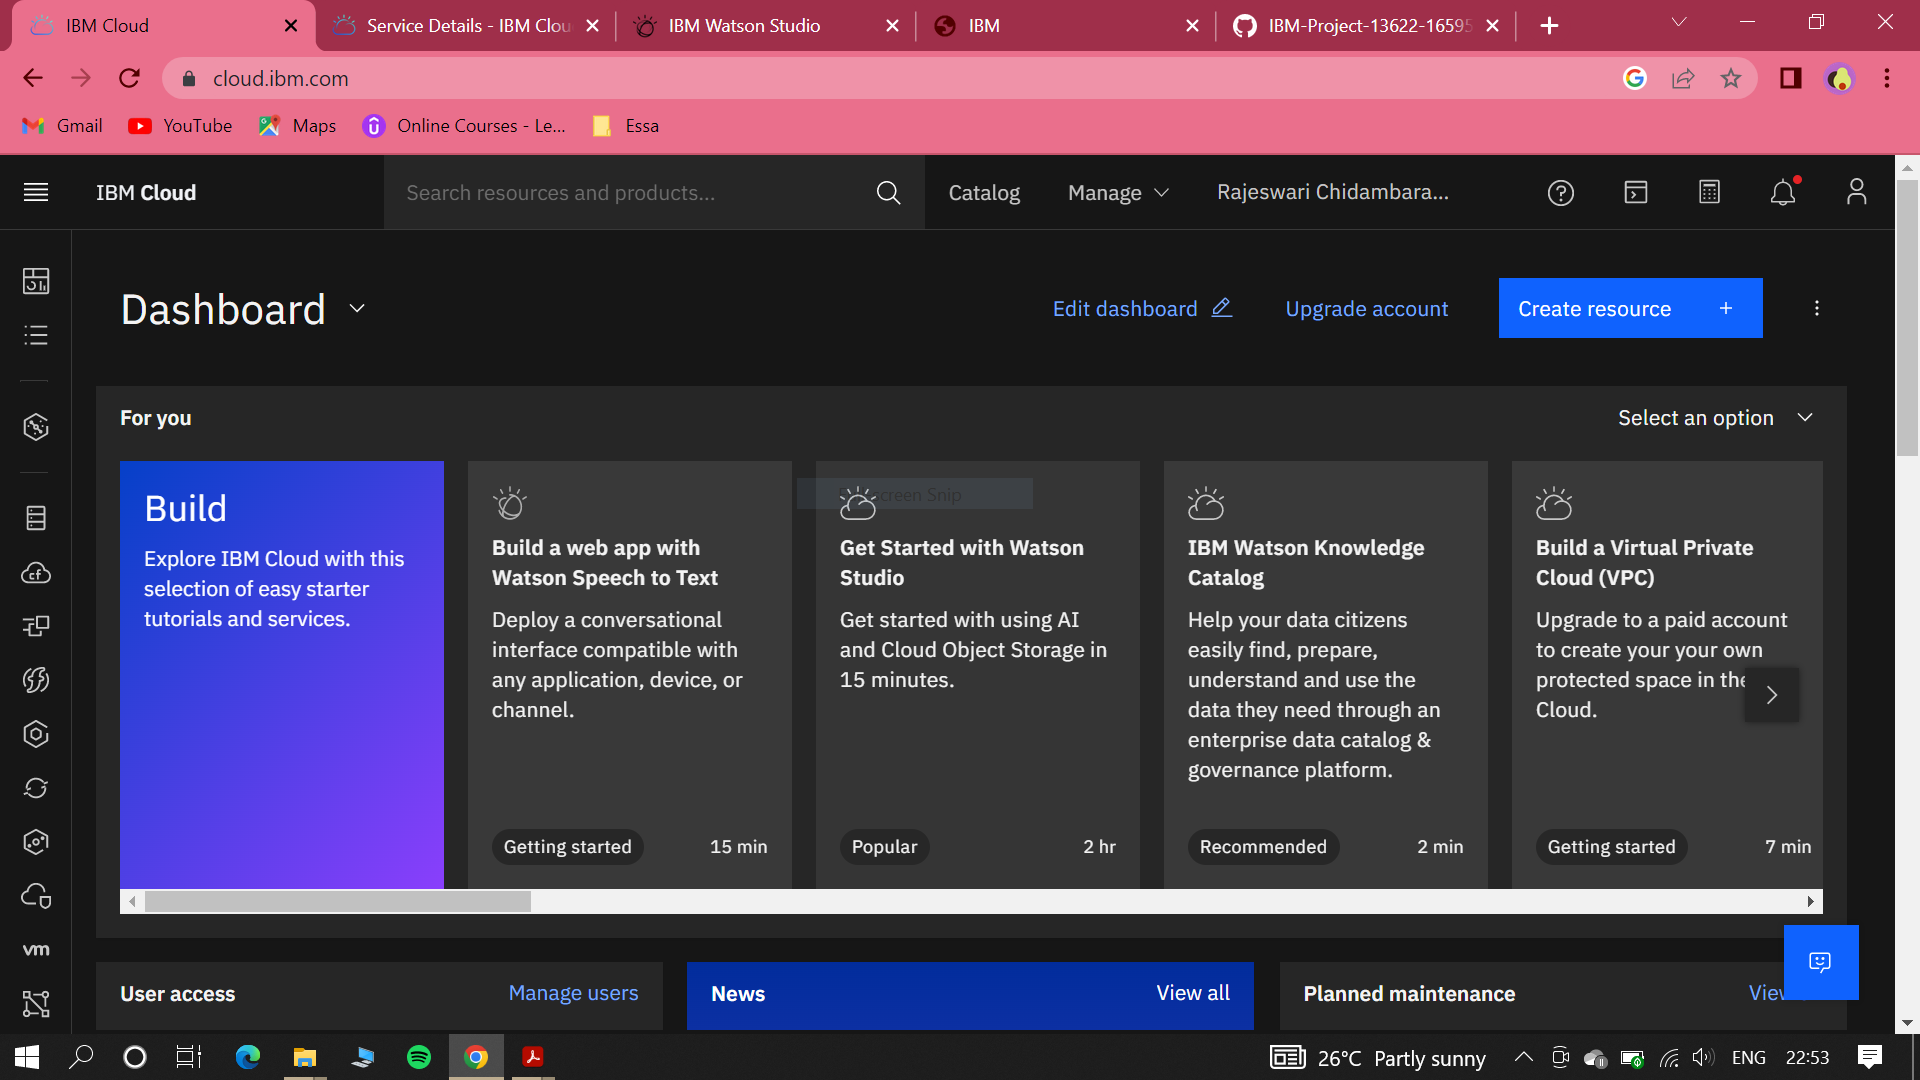 IBM Cloud
Service Details - IBM Clou
IBM Watson Studio
IBM
IBM-Project-13622-16595
cloud.ibm.com
Gmail
YouTube
Maps
Online Courses - Le...
Essa
IBM Cloud
Search resources and products...
Catalog
Manage
Rajeswari Chidambara...
Dashboard
Edit dashboard
Upgrade account
Create resource +
For you
Select an option
Build
Explore IBM Cloud with this
selection of easy starter
tutorials and services.
Build a web app with
Watson Speech to Text
Deploy a conversational
interface compatible with
any application, device, or
channel.
Getting started
15 min
Snip
Get Started with Watson
Studio
Get started with using AI
and Cloud Object Storage in
15 minutes.
Popular
2 hr
IBM Watson Knowledge
Catalog
Help your data citizens
easily find, prepare,
understand and use the
data they need through an
enterprise data catalog &
governance platform.
Recommended
2 min
Build a Virtual Private
Cloud (VPC)
Upgrade to a paid account
to create your your own
protected space in the
Cloud.
Getting started
7 min
cf
vm
User access
Manage users
News
View all
Planned maintenance
View
26°C Partly sunny
ENG
22:53